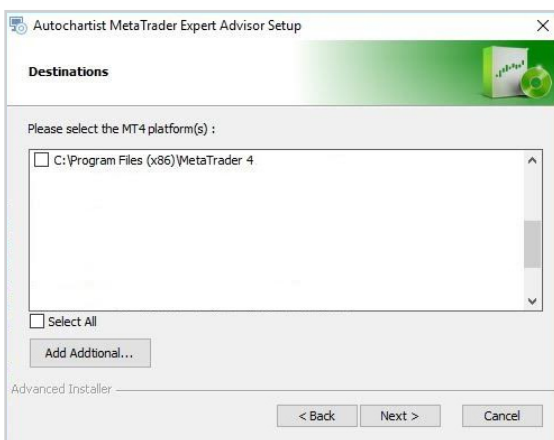 Autochartist MetaTrader Expert Advisor Setup
Destinations
Please select the MT4 platform(s) :
C:\Program Files (x86)\MetaTrader 4
Select All
Add Addtional...
Advanced Installer
< Back Next > Cancel